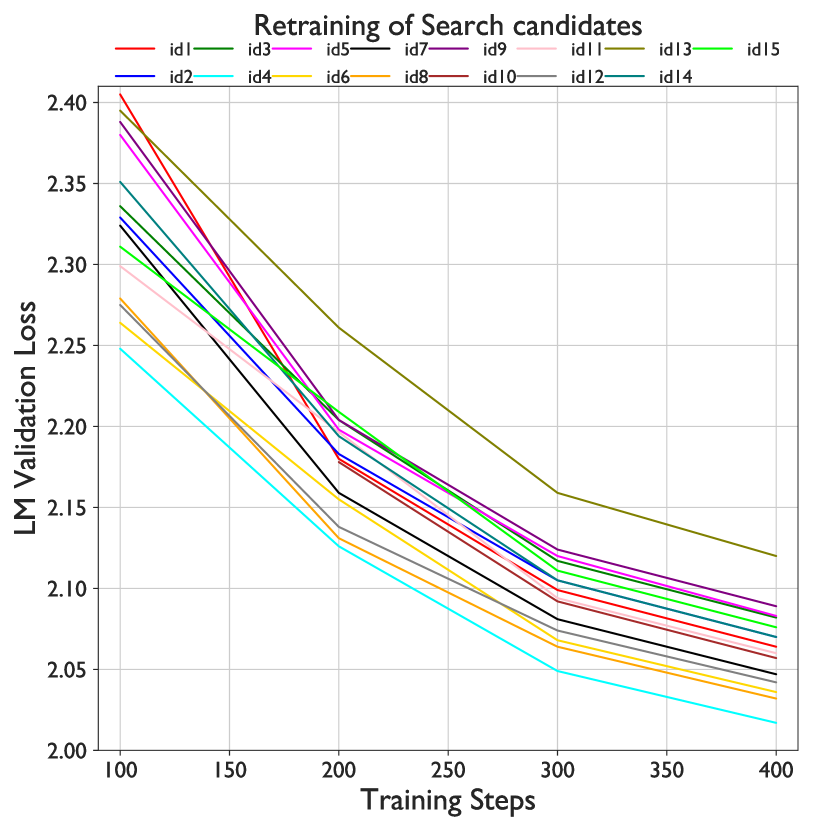 Retraining of Search candidates
id1 id3 id5 id7 id9 id11 id13 id15
id2 id4 id6 id8 id10 id12 id14
2.40
2.35
2.30
2.25
2.20
2.15
2.10
2.05
2.00
LM Validation Loss
100 150 200 250 300 350 400
Training Steps